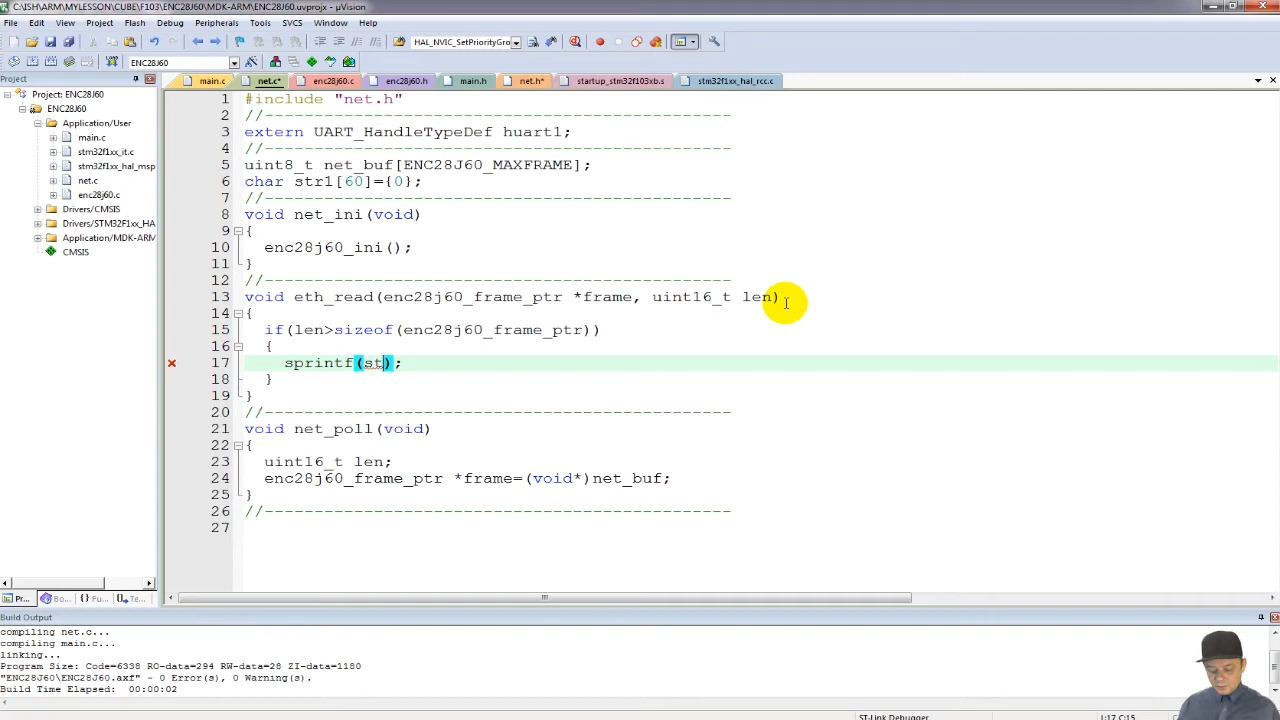 C:\ISH\ARM\MYLESSON\CUBE\F103\ENC28J60\MDK-ARM\ENC28J60.uvprojx - µVision
File Edit View Project Flash Debug Peripherals Tools SVCS Window Help
HAL_NVIC_SetPriorityGro
ENC28J60
Project
main.c net.c* enc28j60.c enc28j60.h main.h net.h* startup_stm32f103xb.s stm32f1xx_hal_rcc.c
Project: ENC28J60
ENC28J60
Application/User
main.c
stm32f1xx_it.c
stm32f1xx_hal_msp
net.c
enc28j60.c
Drivers/CMSIS
Drivers/STM32F1xx_HA
Application/MDK-ARM
CMSIS
1 #include "net.h"
2 //-----------------------------------------------
3 extern UART_HandleTypeDef huart1;
4 //-----------------------------------------------
5 uint8_t net_buf[ENC28J60_MAXFRAME];
6 char str1[60]={0};
7 //-----------------------------------------------
8 void net_ini(void)
9 {
10 enc28j60_ini();
11 }
12 //-----------------------------------------------
13 void eth_read(enc28j60_frame_ptr *frame, uint16_t len)
14 {
15 if(len>sizeof(enc28j60_frame_ptr))
16 {
17 sprintf(st);
18 }
19 }
20 //-----------------------------------------------
21 void net_poll(void)
22 {
23 uint16_t len;
24 enc28j60_frame_ptr *frame=(void*)net_buf;
25 }
26 //-----------------------------------------------
27
Pr... Bo... {} Fu... Te...
Build Output
compiling net.c...
compiling main.c...
linking...
Program Size: Code=6338 RO-data=294 RW-data=28 ZI-data=1180
"ENC28J60\ENC28J60.axf" - 0 Error(s), 0 Warning(s).
Build Time Elapsed: 00:00:02
ST-Link Debugger L:17 C:15